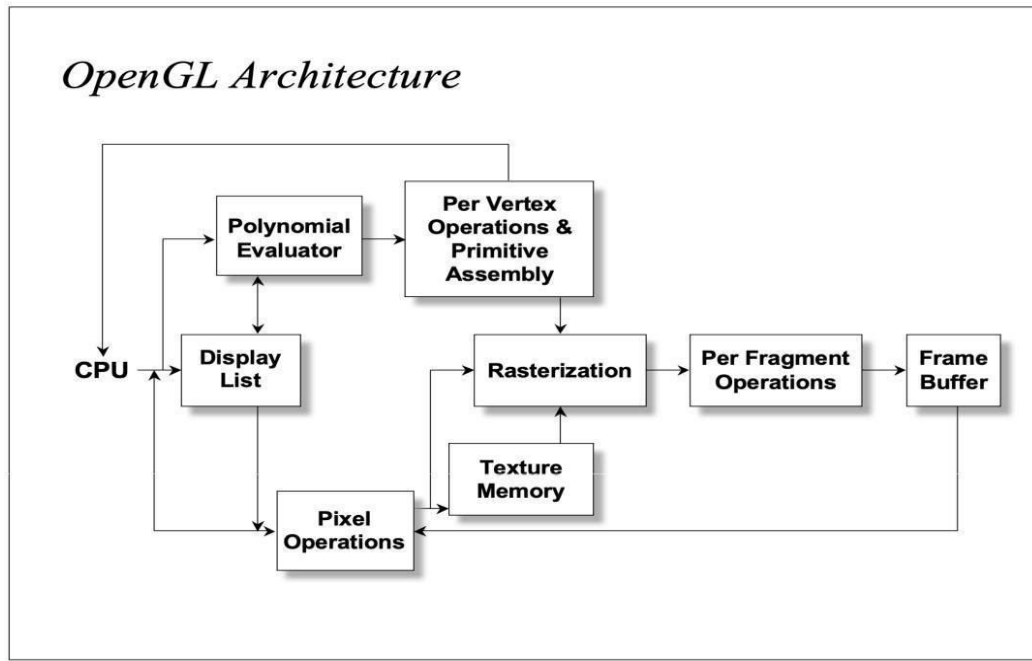 OpenGL Architecture
Polynomial
Evaluator
Per Vertex
Operations &
Primitive
Assembly
CPU
Display
List
Rasterization
Per Fragment
Operations
Frame
Buffer
Texture
Memory
Pixel
Operations